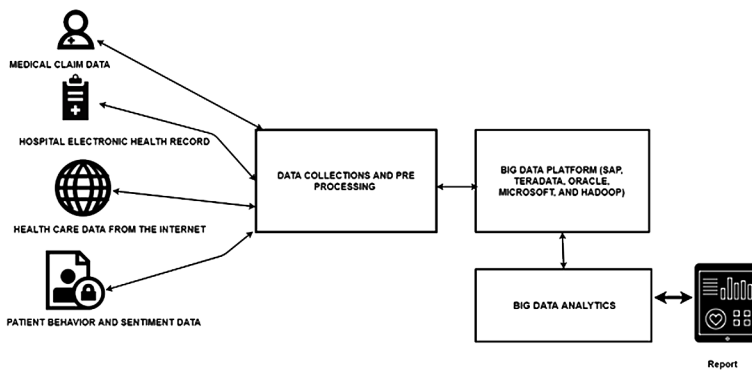 MEDICAL CLAIM DATA
HOSPITAL ELECTRONIC HEALTH RECORD
HEALTH CARE DATA FROM THE INTERNET
PATIENT BEHAVIOR AND SENTIMENT DATA
DATA COLLECTIONS AND PRE
PROCESSING
BIG DATA PLATFORM (SAP,
TERADATA, ORACLE,
MICROSOFT, AND HADOOP)
BIG DATA ANALYTICS
Report